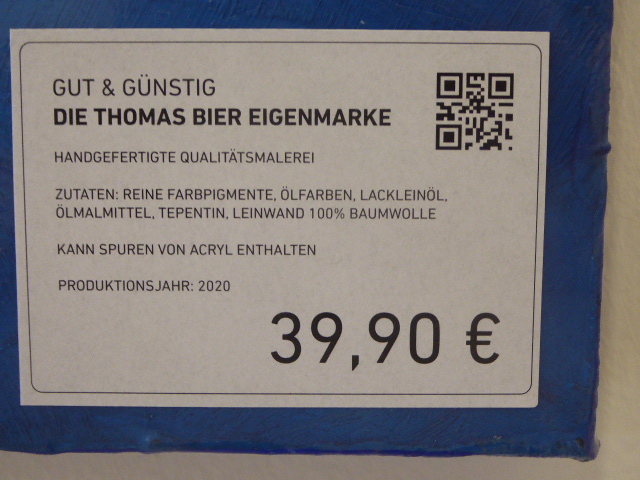 GUT & GÜNSTIG
DIE THOMAS BIER EIGENMARKE
HANDGEFERTIGTE QUALITÄTSMALEREI
ZUTATEN: REINE FARBPIGMENTE, ÖLFARBEN, LACKLEINÖL,
ÖLMALMITTEL, TEPENTIN, LEINWAND 100% BAUMWOLLE
KANN SPUREN VON ACRYL ENTHALTEN
PRODUKTIONSJAHR: 2020
39,90 €